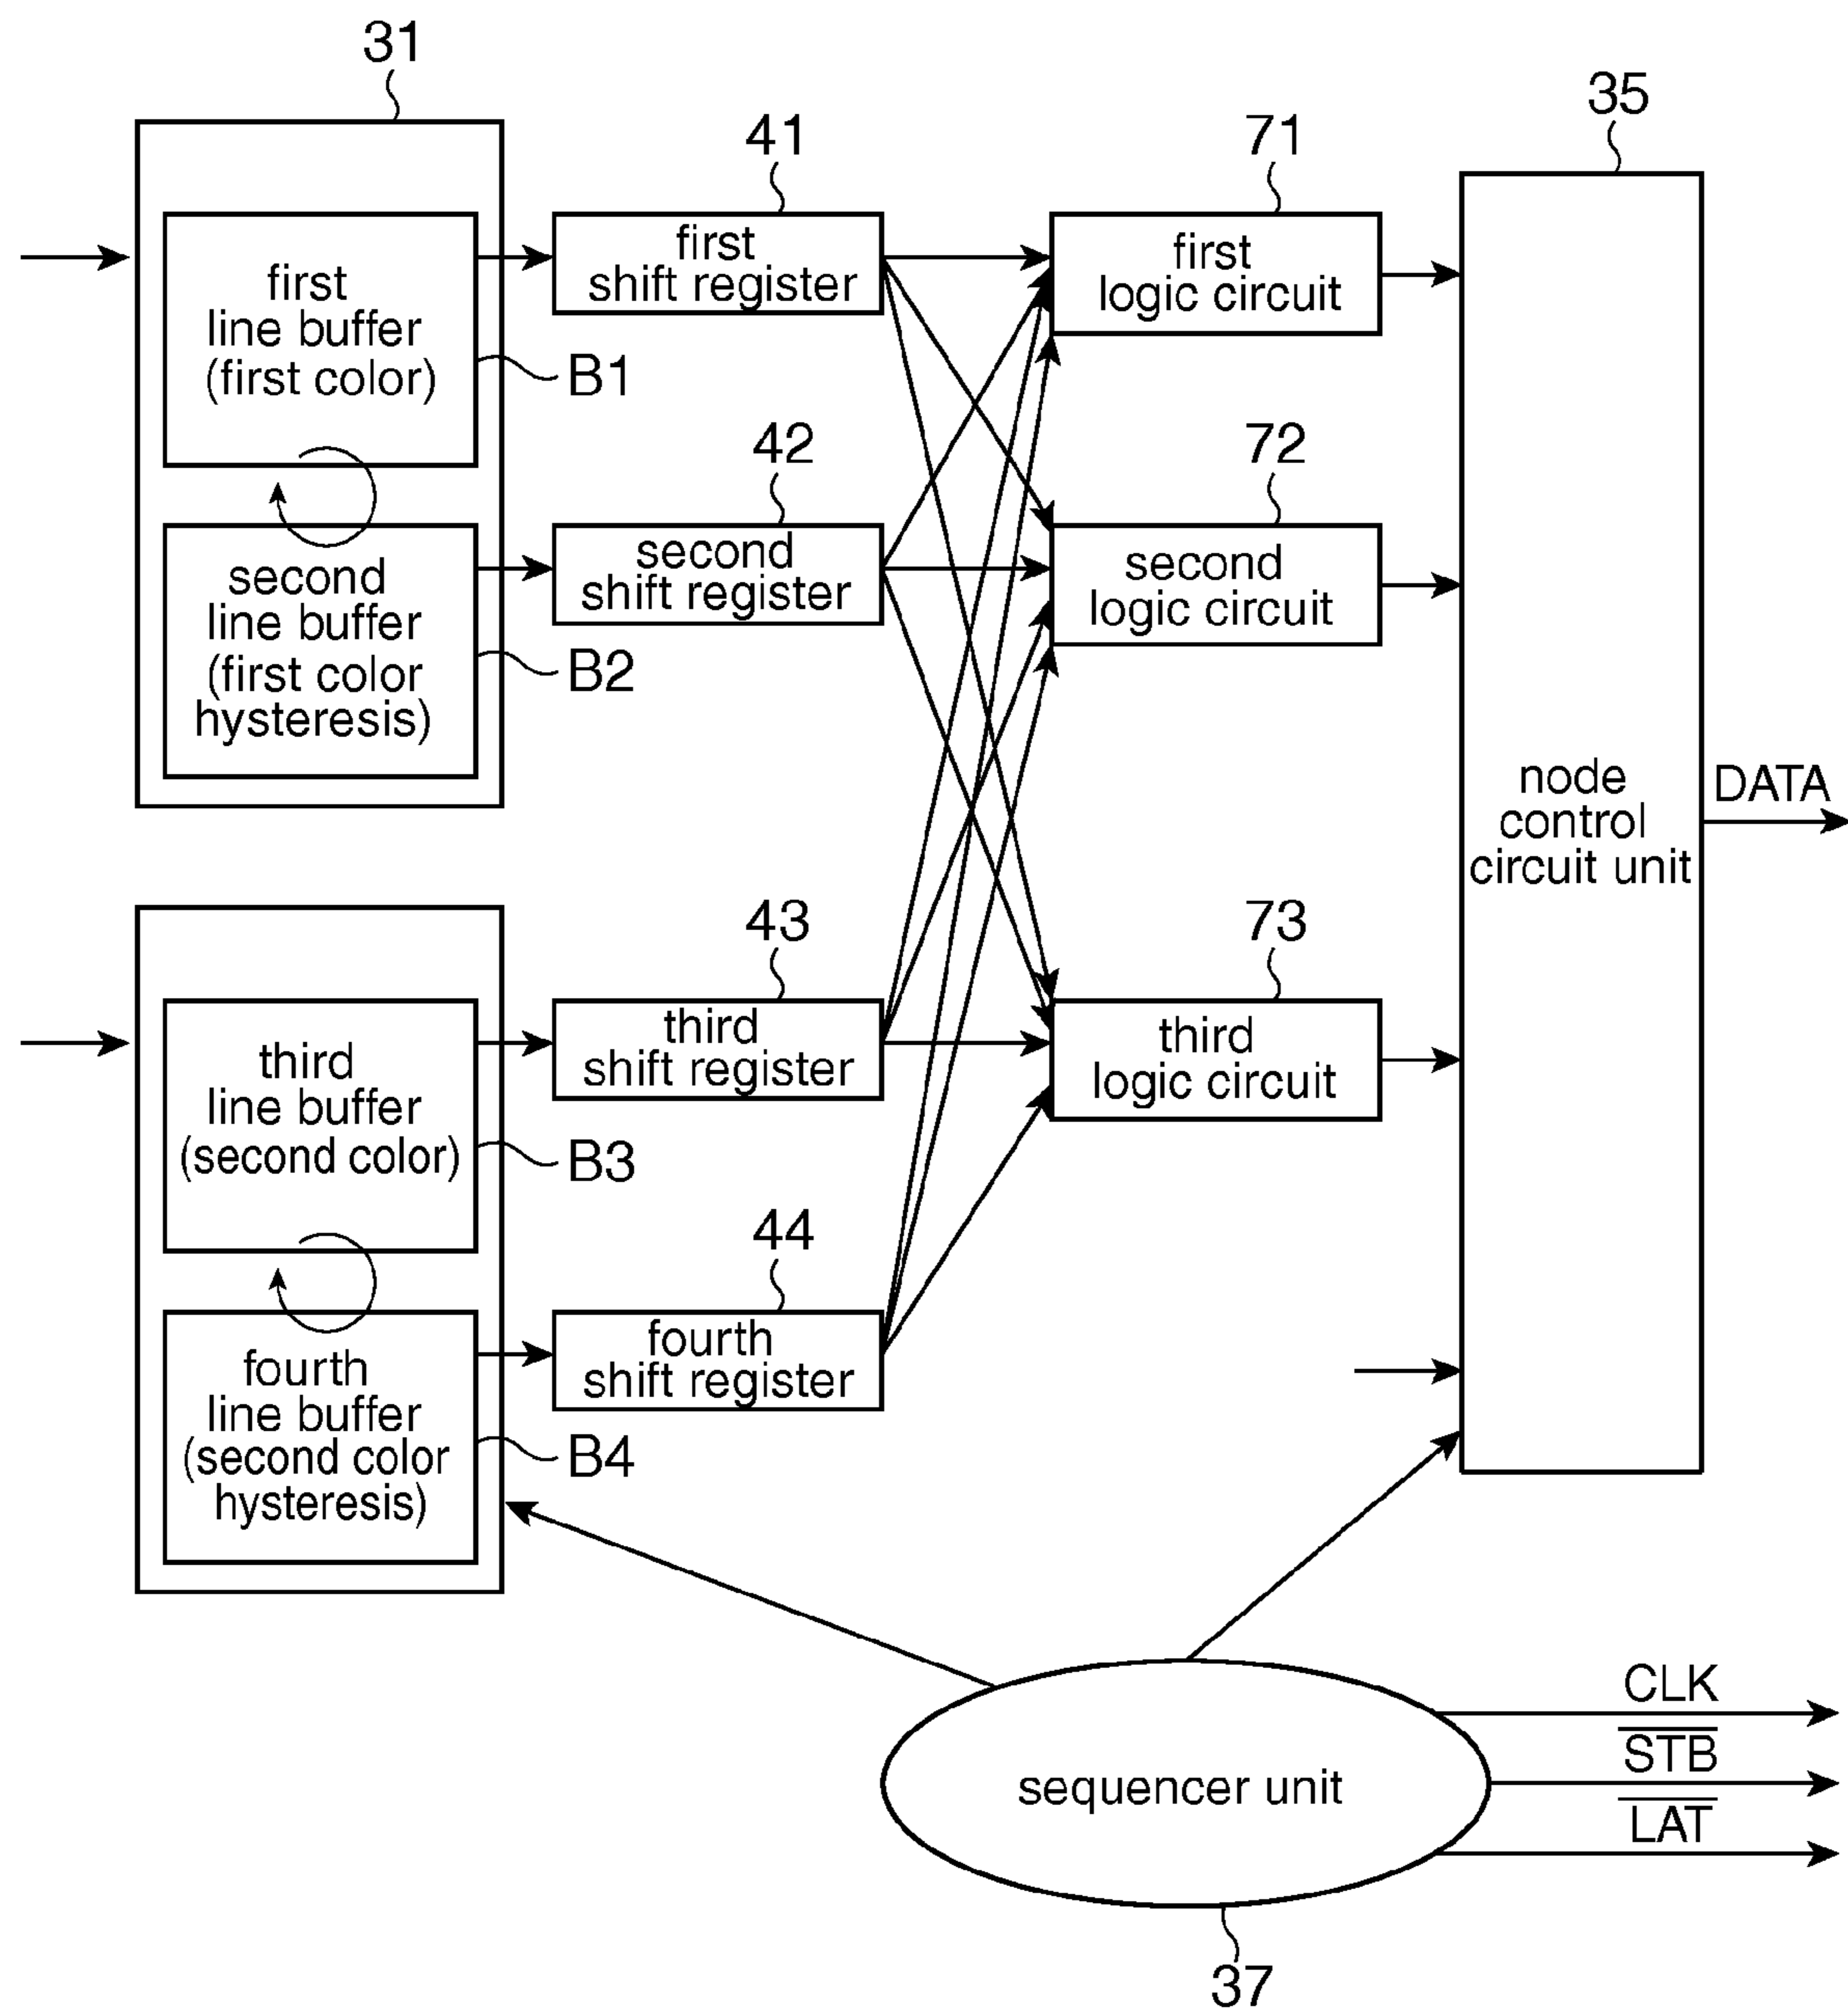 31
35
41
71
first
line buffer
(first color)
B1
first
shift register
first
logic circuit
42
72
second
line buffer
(first color
hysteresis)
B2
second
shift register
second
logic circuit
node
control
circuit unit
DATA
43
73
third
line buffer
(second color)
B3
third
shift register
third
logic circuit
44
fourth
line buffer
(second color
hysteresis)
B4
fourth
shift register
sequencer unit
CLK
STB
LAT
37